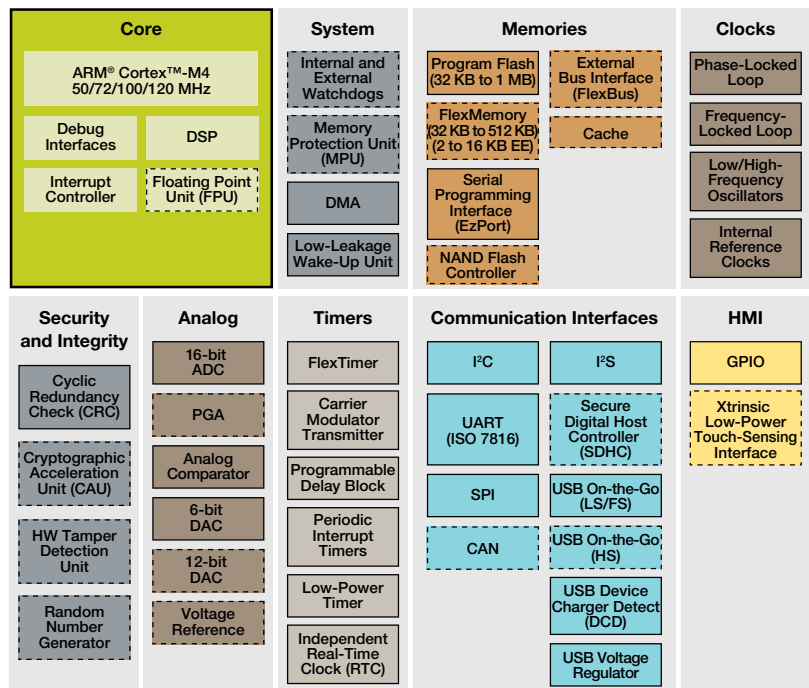 Core
ARM® Cortex™-M4
50/72/100/120 MHz
Debug
Interfaces
DSP
Interrupt
Controller
Floating Point
Unit (FPU)
System
Internal and
External
Watchdogs
Memory
Protection Unit
(MPU)
DMA
Low-Leakage
Wake-Up Unit
Memories
Program Flash
(32 KB to 1 MB)
FlexMemory
(32 KB to 512 KB)
(2 to 16 KB EE)
Serial
Programming
Interface
(EzPort)
NAND Flash
Controller
External
Bus Interface
(FlexBus)
Cache
Clocks
Phase-Locked
Loop
Frequency-
Locked Loop
Low/High-
Frequency
Oscillators
Internal
Reference
Clocks
Security
and Integrity
Cyclic
Redundancy
Check (CRC)
Cryptographic
Acceleration
Unit (CAU)
HW Tamper
Detection
Unit
Random
Number
Generator
Analog
16-bit
ADC
PGA
Analog
Comparator
6-bit
DAC
12-bit
DAC
Voltage
Reference
Timers
FlexTimer
Carrier
Modulator
Transmitter
Programmable
Delay Block
Periodic
Interrupt
Timers
Low-Power
Timer
Independent
Real-Time
Clock (RTC)
Communication Interfaces
I²C
UART
(ISO 7816)
SPI
CAN
I²S
Secure
Digital Host
Controller
(SDHC)
USB On-the-Go
(LS/FS)
USB On-the-Go
(HS)
USB Device
Charger Detect
(DCD)
USB Voltage
Regulator
HMI
GPIO
Xtrinsic
Low-Power
Touch-Sensing
Interface